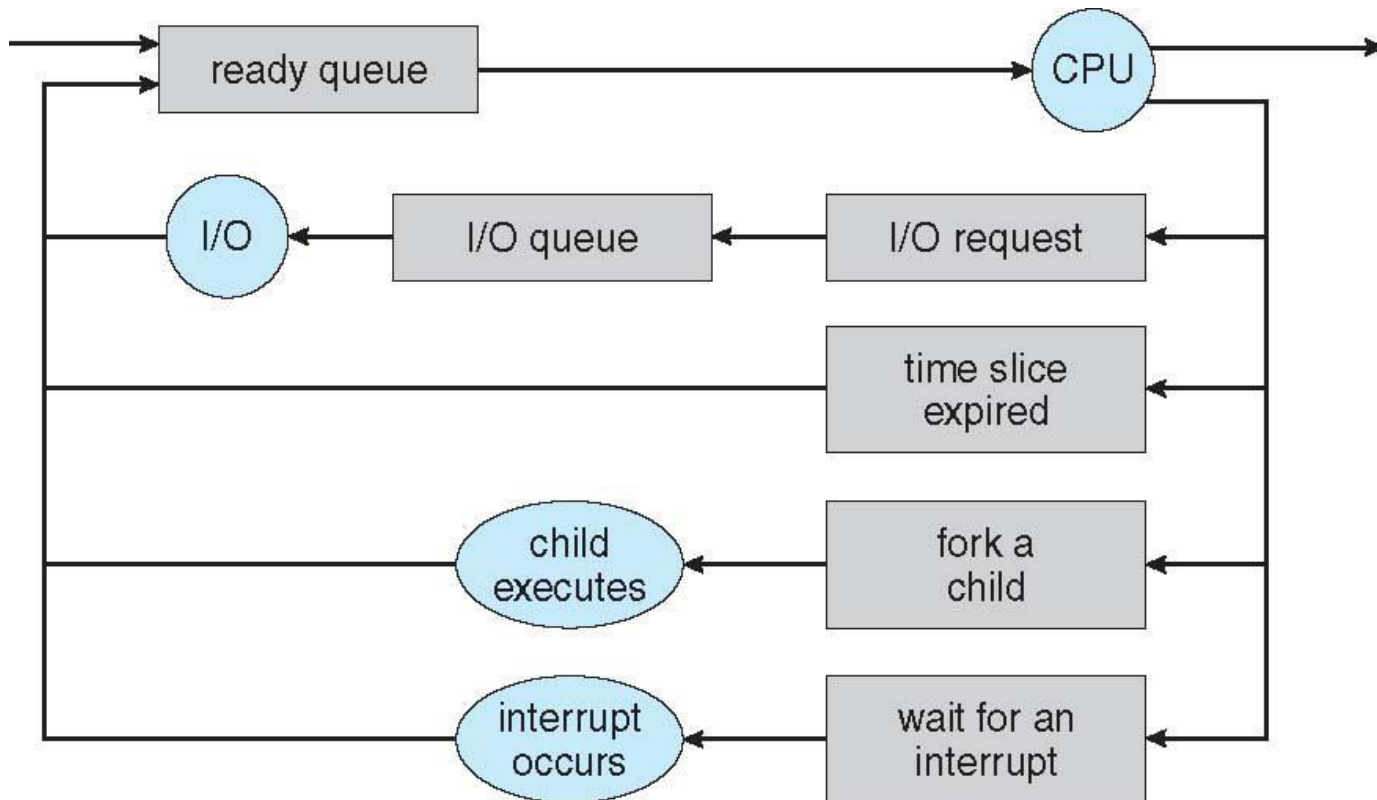 ready queue
CPU
I/O
I/O queue
I/O request
time slice
expired
child
executes
fork a
child
interrupt
occurs
wait for an
interrupt